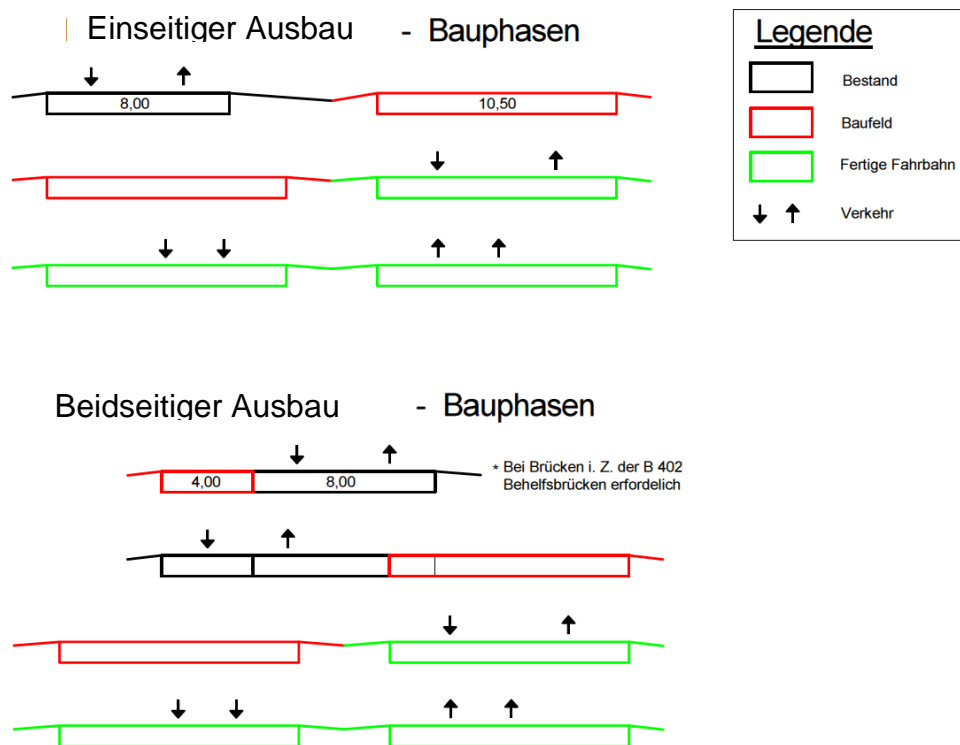 Einseitiger Ausbau - Bauphasen
8,00
10,50
Legende
Bestand
Baufeld
Fertige Fahrbahn
Verkehr
Beidseitiger Ausbau - Bauphasen
4,00
8,00
* Bei Brücken i. Z. der B 402
Behelfsbrücken erfordelich